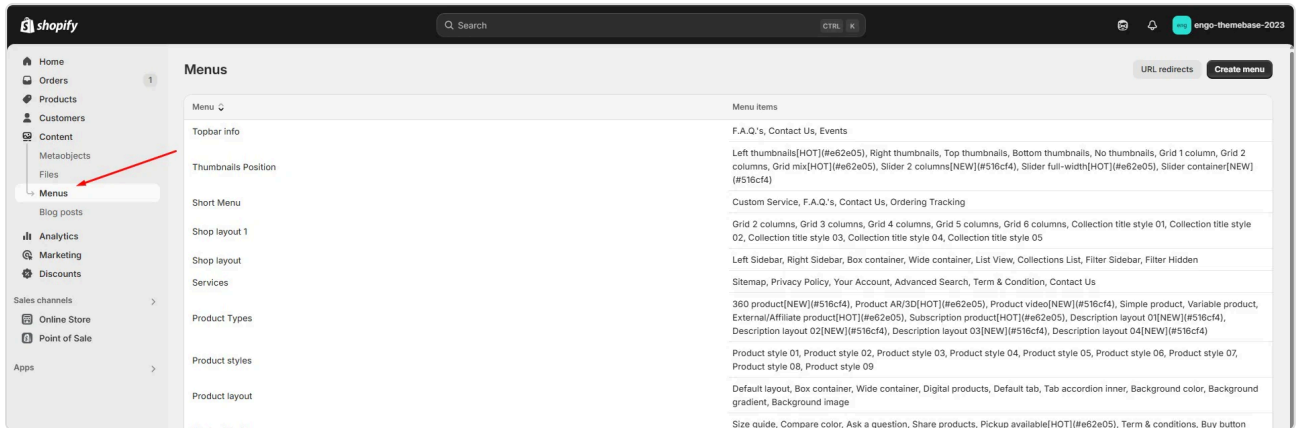 shopify
Search
CTRL K
eng
engo-themebase-2023
Home
Orders
1
Products
Customers
Content
Metaobjects
Files
Menus
Blog posts
Analytics
Marketing
Discounts
Sales channels
Online Store
Point of Sale
Apps
Menus
URL redirects
Create menu
Menu
Menu items
Topbar info
F.A.Q.'s, Contact Us, Events
Thumbnails Position
Left thumbnails[HOT](#e62e05), Right thumbnails, Top thumbnails, Bottom thumbnails, No thumbnails, Grid 1 column, Grid 2
columns, Grid mix[HOT](#e62e05), Slider 2 columns[NEW](#516cf4), Slider full-width[HOT](#e62e05), Slider container[NEW]
(#516cf4)
Short Menu
Custom Service, F.A.Q.'s, Contact Us, Ordering Tracking
Shop layout 1
Grid 2 columns, Grid 3 columns, Grid 4 columns, Grid 5 columns, Grid 6 columns, Collection title style 01, Collection title style
02, Collection title style 03, Collection title style 04, Collection title style 05
Shop layout
Left Sidebar, Right Sidebar, Box container, Wide container, List View, Collections List, Filter Sidebar, Filter Hidden
Services
Sitemap, Privacy Policy, Your Account, Advanced Search, Term & Condition, Contact Us
Product Types
360 product[NEW](#516cf4), Product AR/3D[HOT](#e62e05), Product video[NEW](#516cf4), Simple product, Variable product,
External/Affiliate product[HOT](#e62e05), Subscription product[HOT](#e62e05), Description layout 01[NEW](#516cf4),
Description layout 02[NEW](#516cf4), Description layout 03[NEW](#516cf4), Description layout 04[NEW](#516cf4)
Product styles
Product style 01, Product style 02, Product style 03, Product style 04, Product style 05, Product style 06, Product style 07,
Product style 08, Product style 09
Product layout
Default layout, Box container, Wide container, Digital products, Default tab, Tab accordion inner, Background color, Background
gradient, Background image
Size guide, Compare color, Ask a question, Share products, Pickup available[HOT](#e62e05), Term & conditions, Buy button